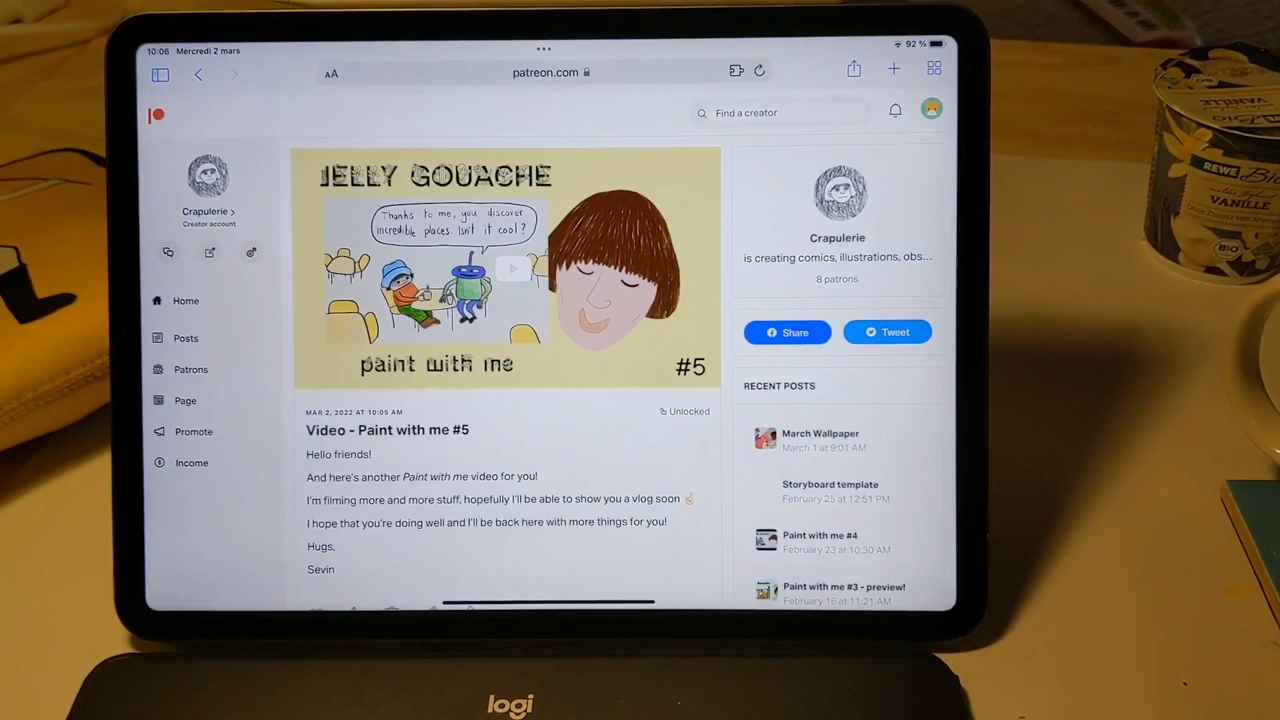 10:06 Mercredi 2 mars
92 %
AA
patreon.com
Find a creator
Crapulerie
Creator account
Home
Posts
Patrons
Page
Promote
Income
JELLY GOUACHE
Thanks to me, you discover
incredible places. Isn't it cool?
paint with me
#5
MAR 2, 2022 AT 10:05 AM
Unlocked
Video - Paint with me #5
Hello friends!
And here's another Paint with me video for you!
I'm filming more and more stuff, hopefully I'll be able to show you a vlog soon ✌🏻
I hope that you're doing well and I'll be back here with more things for you!
Hugs,
Sevin
Crapulerie
is creating comics, illustrations, obs...
8 patrons
Share
Tweet
RECENT POSTS
March Wallpaper
March 1 at 9:01 AM
Storyboard template
February 25 at 12:51 PM
Paint with me #4
February 23 at 10:30 AM
Paint with me #3 - preview!
February 16 at 11:21 AM
logi
VANILLE
REWE Bio
VANILLE
BIO